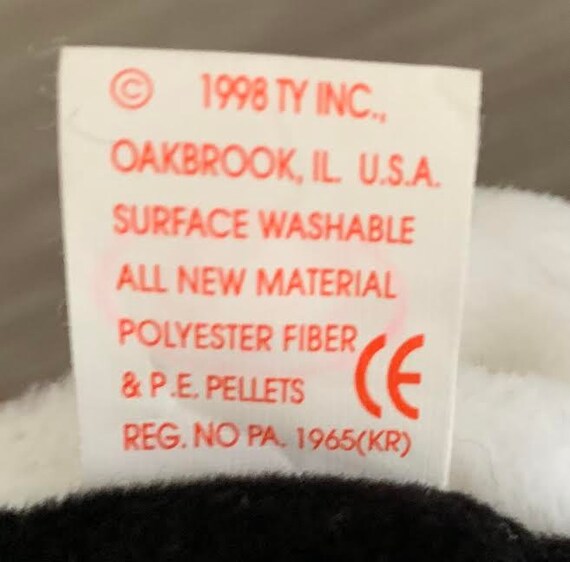 © 1998 TY INC.,
OAKBROOK, IL. U.S.A.
SURFACE WASHABLE
ALL NEW MATERIAL
POLYESTER FIBER
& P.E. PELLETS CE
REG. NO PA. 1965(KR)